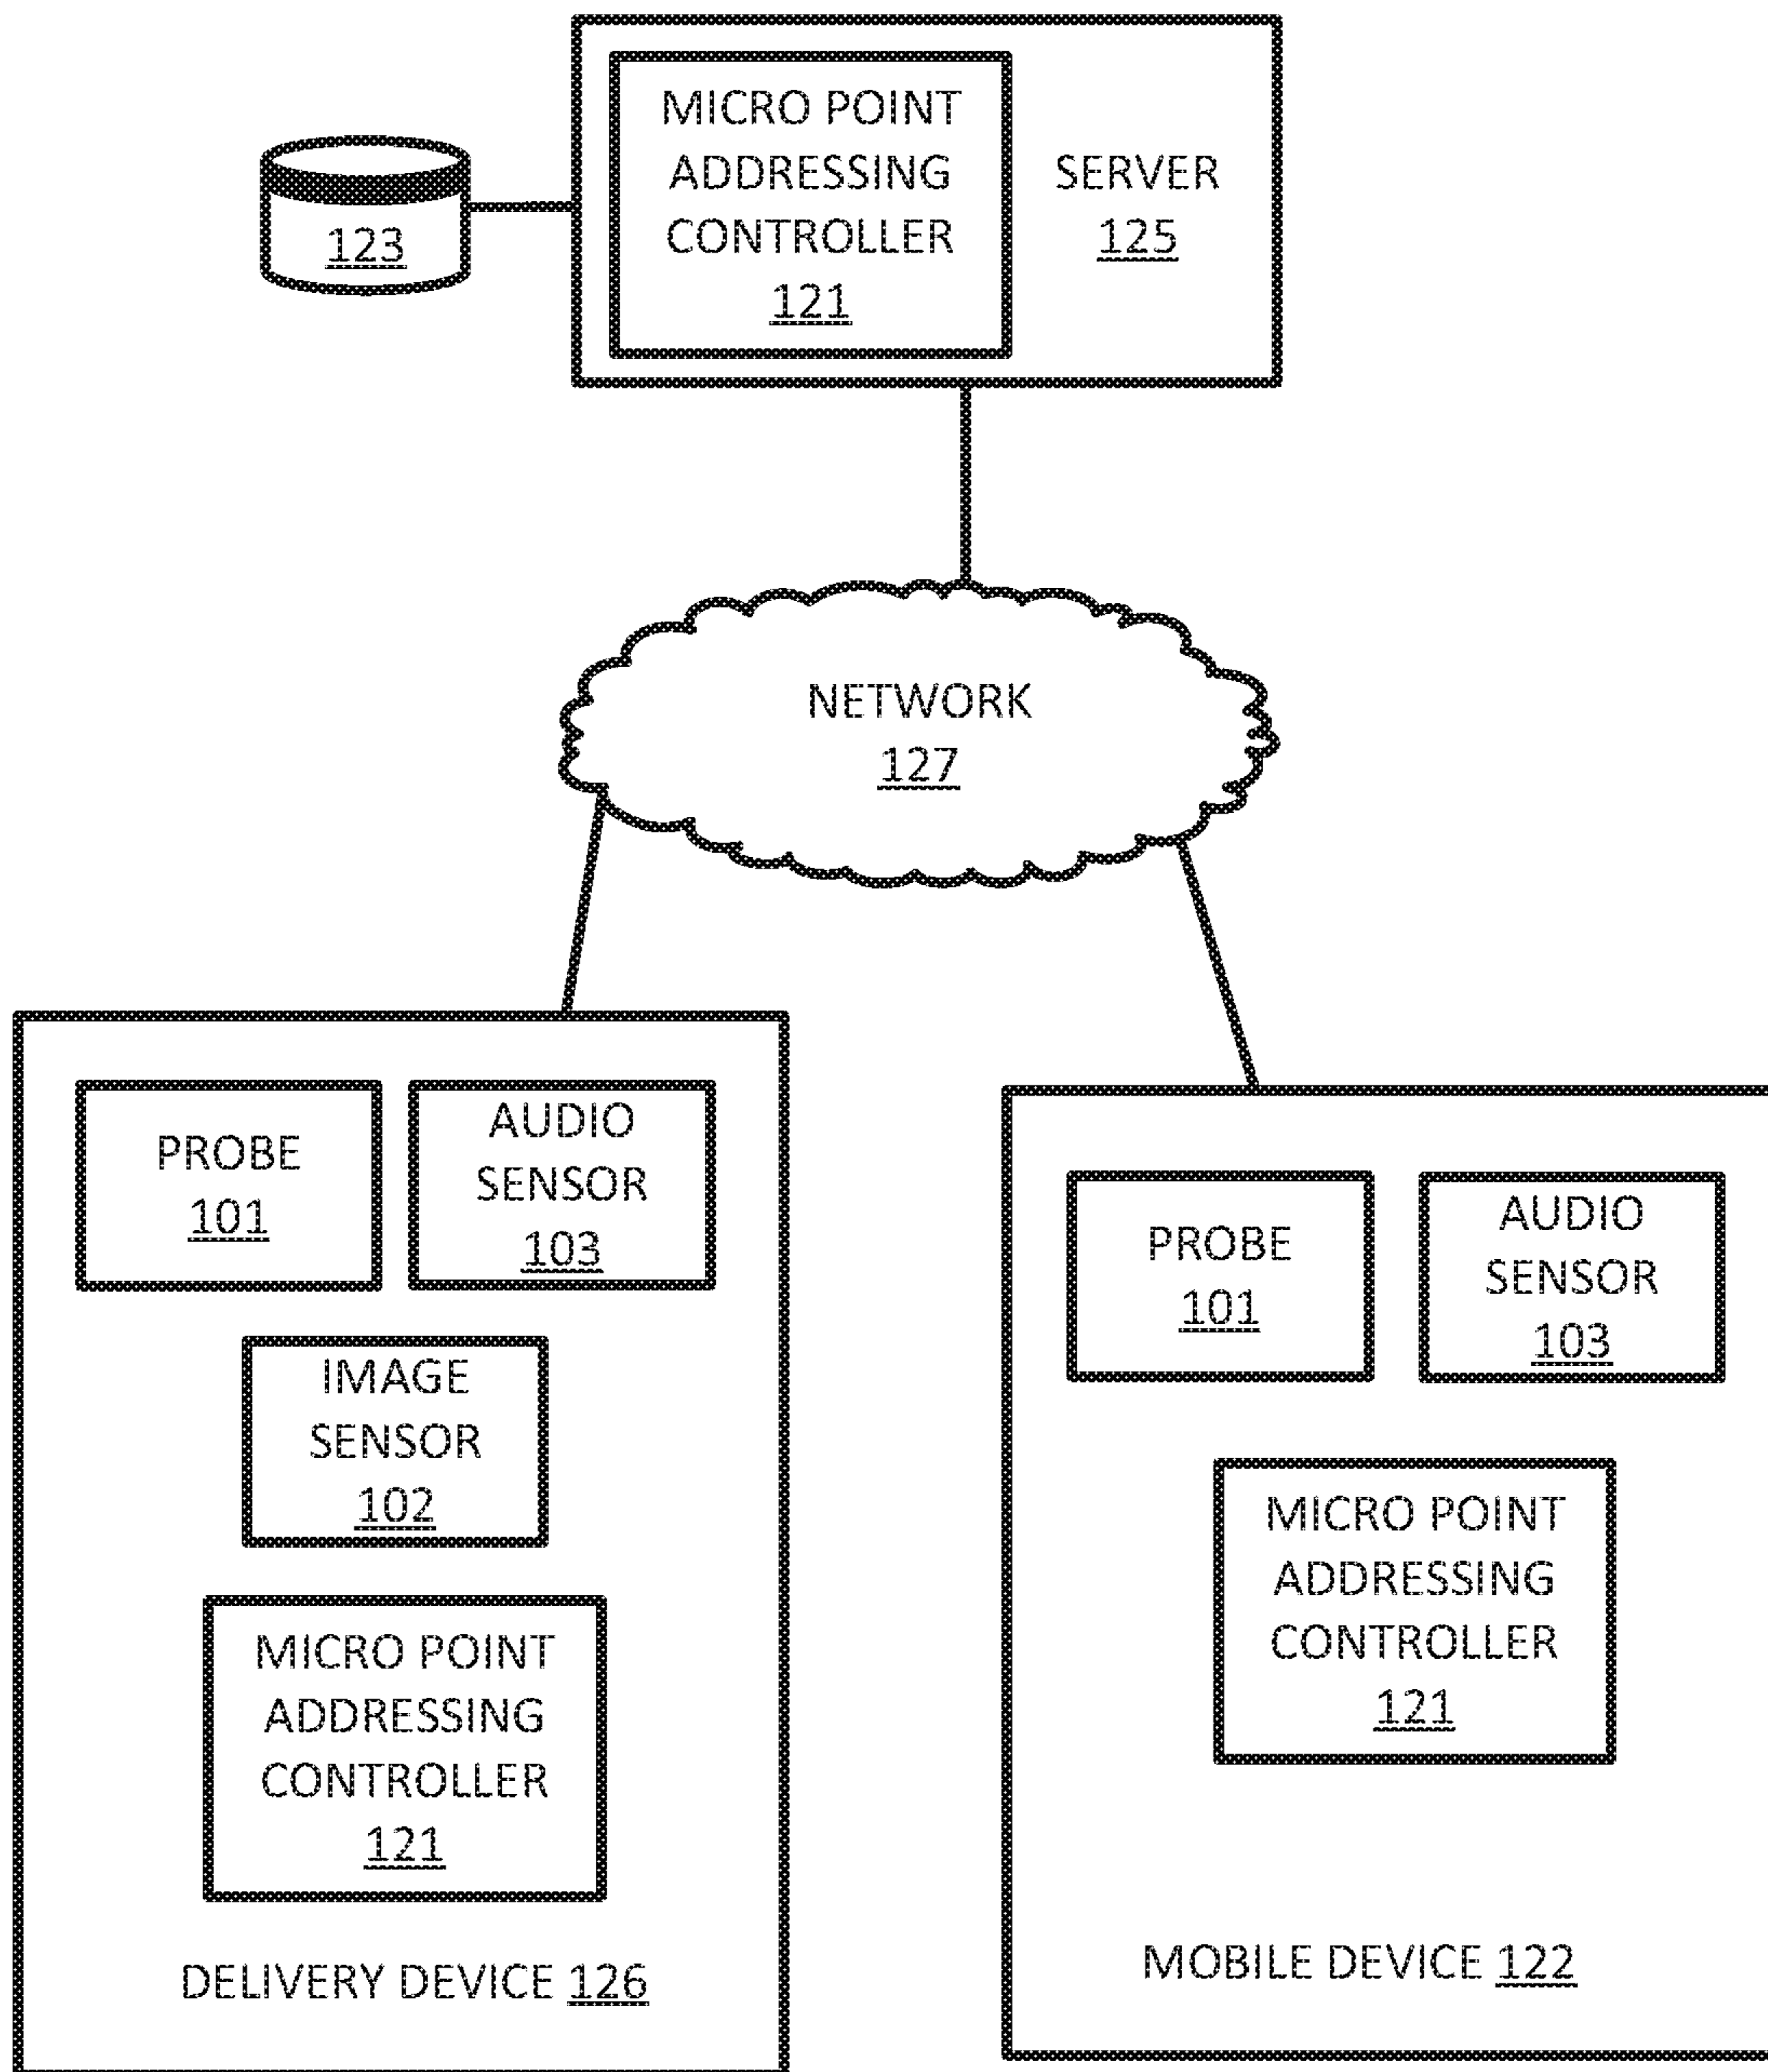 MICRO POINT
ADDRESSING
CONTROLLER
121
SERVER
125
123
NETWORK
127
PROBE
101
AUDIO
SENSOR
103
IMAGE
SENSOR
102
MICRO POINT
ADDRESSING
CONTROLLER
121
DELIVERY DEVICE 126
PROBE
101
AUDIO
SENSOR
103
MICRO POINT
ADDRESSING
CONTROLLER
121
MOBILE DEVICE 122